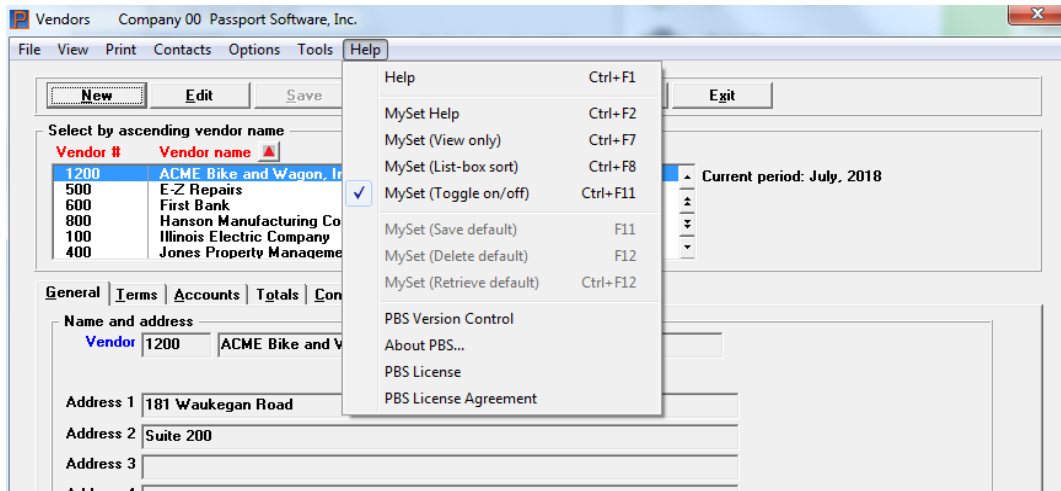 Vendors Company 00 Passport Software, Inc.
File View Print Contacts Options Tools Help
New Edit Save Exit
Help Ctrl+F1
MySet Help Ctrl+F2
MySet (View only) Ctrl+F7
MySet (List-box sort) Ctrl+F8
MySet (Toggle on/off) Ctrl+F11
MySet (Save default) F11
MySet (Delete default) F12
MySet (Retrieve default) Ctrl+F12
PBS Version Control
About PBS...
PBS License
PBS License Agreement
Select by ascending vendor name
Vendor # Vendor name
Current period: July, 2018
1200 ACME Bike and Wagon,
500 E-Z Repairs
600 First Bank
800 Hanson Manufacturing Co
100 Illinois Electric Company
400 Jones Property
General Terms Accounts Totals
Name and address
Vendor 1200 ACME Bike and
Address 1 181 Waukegan Road
Address 2 Suite 200
Address 3